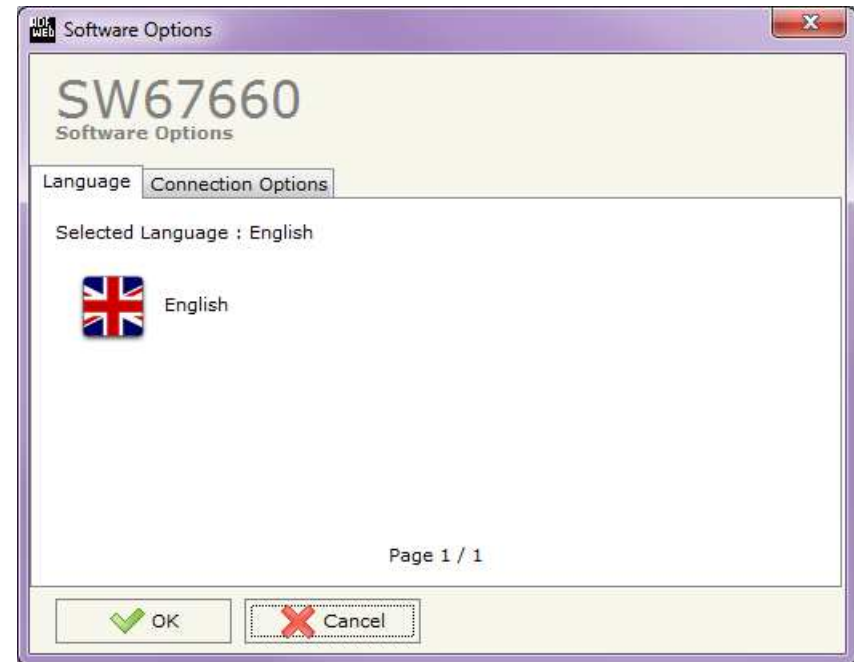 Software Options
SW67660
Software Options
Language
Connection Options
Selected Language : English
English
Page 1 / 1
OK
Cancel